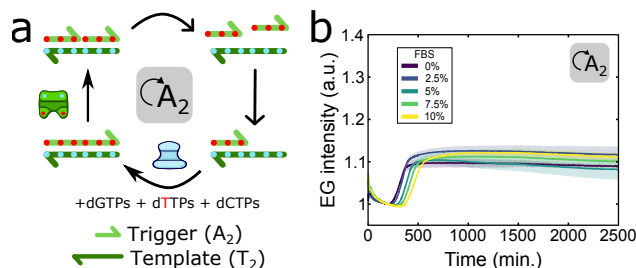 a
A₂
+dGTPs + dTTPs + dCTPs
Trigger (A₂)
Template (T₂)
b
EG intensity (a.u.)
1.4
1.3
1.2
1.1
1
FBS
0%
2.5%
5%
7.5%
10%
A₂
0 500 1000 1500 2000 2500
Time (min.)